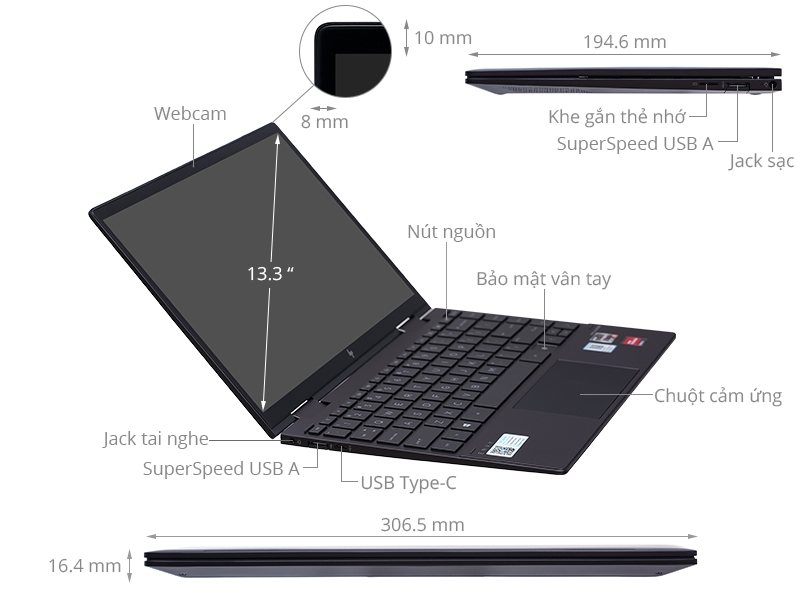 10 mm
194.6 mm
8 mm
Webcam
Khe gắn thẻ nhớ
SuperSpeed USB A
Jack sạc
Nút nguồn
13.3 “
Bảo mật vân tay
Chuột cảm ứng
Jack tai nghe
SuperSpeed USB A
USB Type-C
306.5 mm
16.4 mm